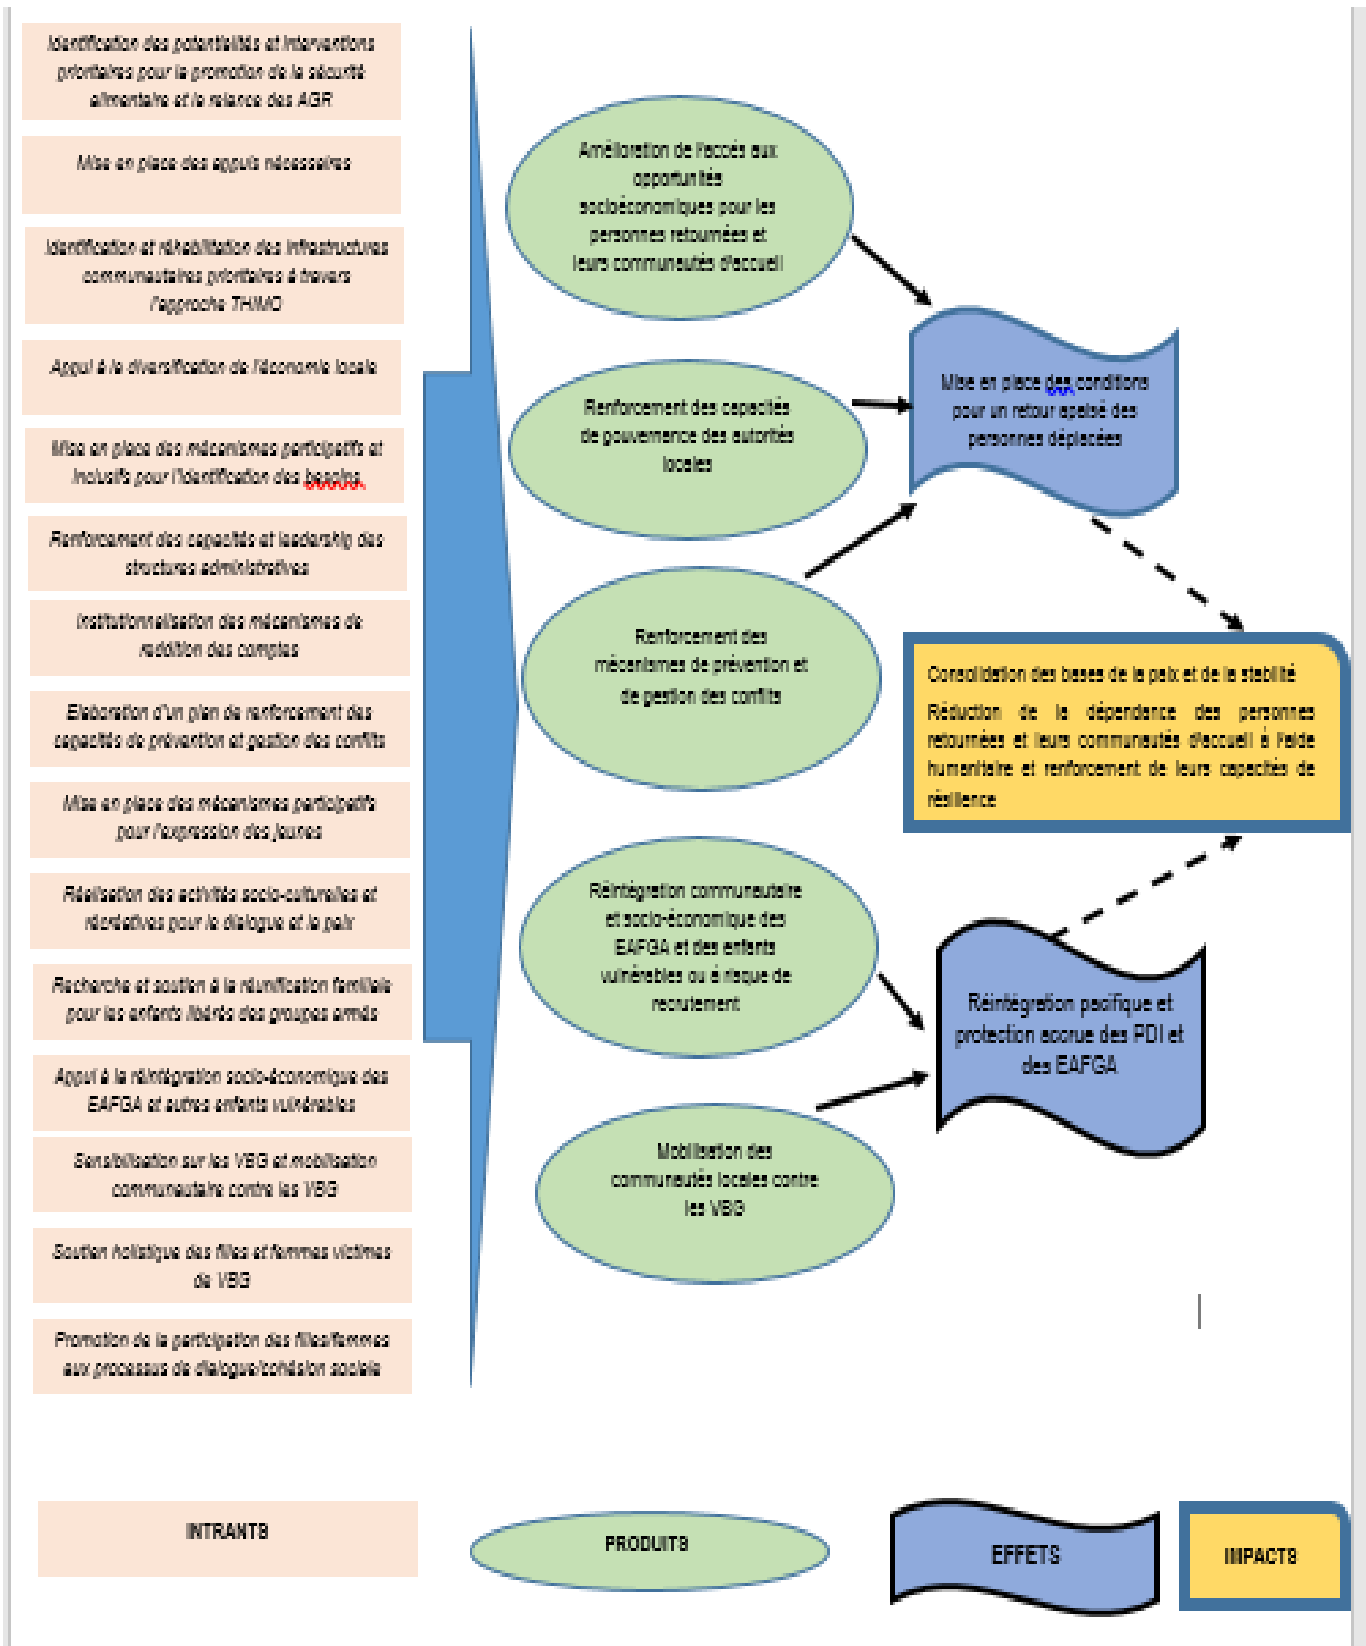 Identification des potentialités et interventions
prioritaires pour la promotion de la sécurité
alimentaire et la relance des AGR
Mise en place des appuis nécessaires
Identification et réhabilitation des infrastructures
communautaires prioritaires à travers
l'approche THIMO
Appui à la diversification de l'économie locale
Mise en place des mécanismes participatifs et
inclusifs pour l'identification des besoins
Renforcement des capacités et leadership des
structures administratives
Institutionnalisation des mécanismes de
reddition des comptes
Elaboration d'un plan de renforcement des
capacités de prévention et gestion des conflits
Mise en place des mécanismes participatifs
pour l'expression des jeunes
Réalisation des activités socio-culturelles et
récréatives pour le dialogue et la paix
Recherche et soutien à la réunification familiale
pour les enfants libérés des groupes armés
Appui à la réintégration socio-économique des
EAFGA et autres enfants vulnérables
Sensibilisation sur les VBG et mobilisation
communautaire contre les VBG
Soutien holistique des filles et femmes victimes
de VBG
Promotion de la participation des filles/femmes
aux processus de dialogue/cohésion sociale
Amélioration de l'accès aux
opportunités
socioéconomiques pour les
personnes retournées et
leurs communautés d'accueil
Renforcement des capacités
de gouvernance des autorités
locales
Renforcement des
mécanismes de prévention et
de gestion des conflits
Réintégration communautaire
et socio-économique des
EAFGA et des enfants
vulnérables ou à risque de
recrutement
Mobilisation des
communautés locales contre
les VBG
Mise en place des conditions
pour un retour apaisé des
personnes déplacées
Consolidation des bases de la paix et de la stabilité
Réduction de la dépendance des personnes
retournées et leurs communautés d'accueil à l'aide
humanitaire et renforcement de leurs capacités de
résilience
Réintégration pacifique et
protection accrue des PDI et
des EAFGA
INTRANTS
PRODUITS
EFFETS
IMPACTS